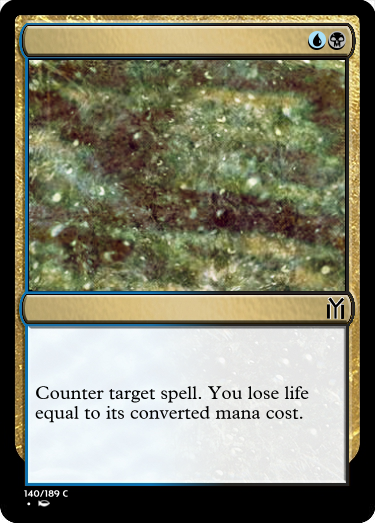 Counter target spell. You lose life
equal to its converted mana cost.
140/189 C